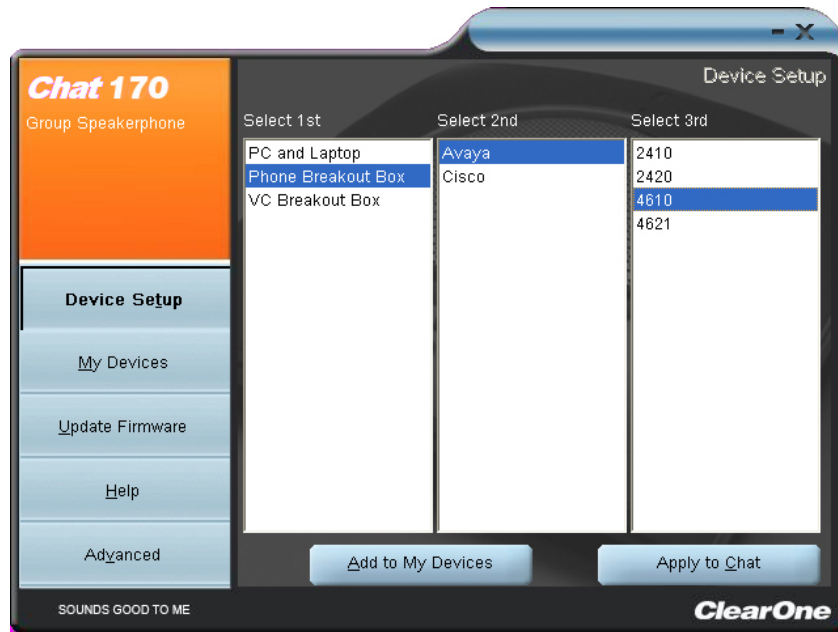 Chat 170
Group Speakerphone
Device Setup
Select 1st
Select 2nd
Select 3rd
PC and Laptop
Phone Breakout Box
VC Breakout Box
Avaya
Cisco
2410
2420
4610
4621
Device Setup
My Devices
Update Firmware
Help
Advanced
Add to My Devices
Apply to Chat
SOUNDS GOOD TO ME
ClearOne